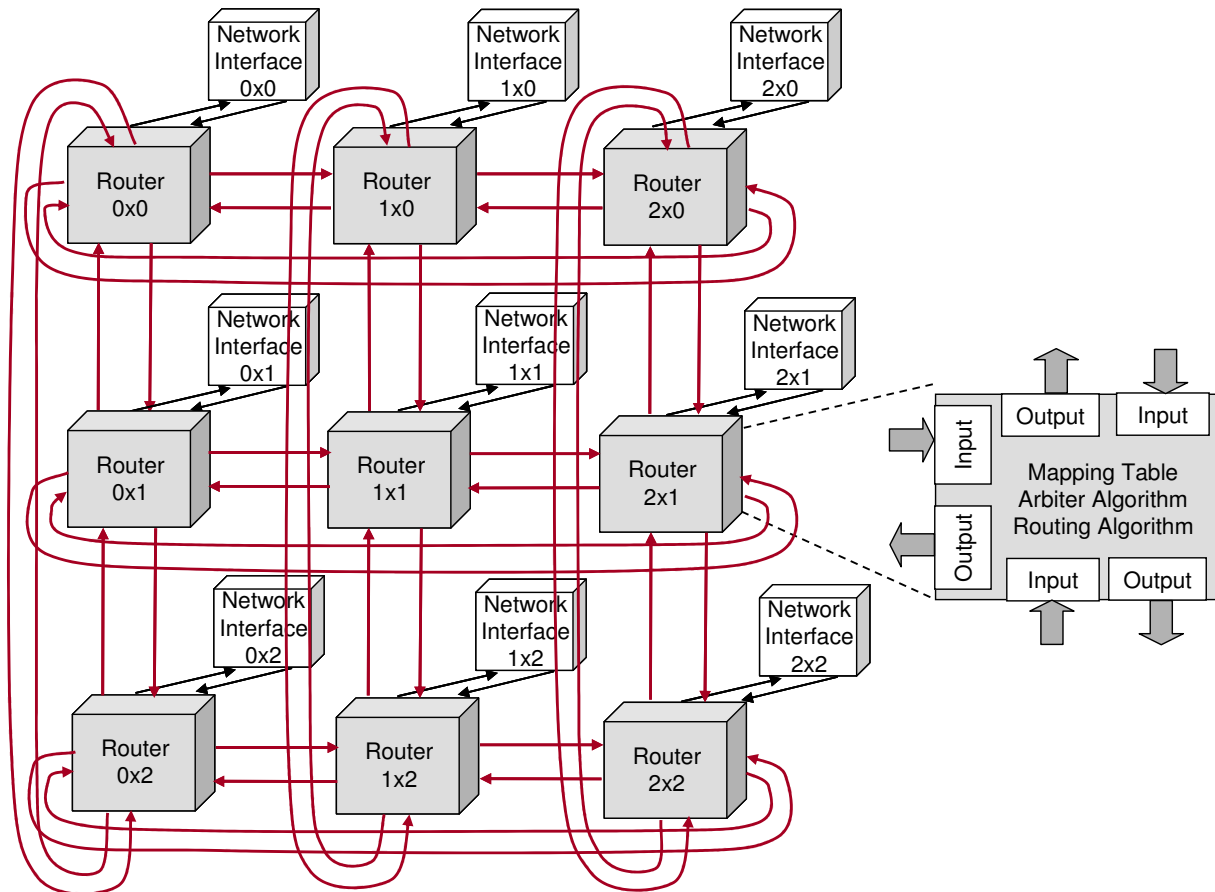 Network
Interface
0x0
Network
Interface
1x0
Network
Interface
2x0
Router
0x0
Router
1x0
Router
2x0
Network
Interface
0x1
Network
Interface
1x1
Network
Interface
2x1
Router
0x1
Router
1x1
Router
2x1
Output
Input
Input
Mapping Table
Arbiter Algorithm
Routing Algorithm
Output
Input
Output
Network
Interface
0x2
Network
Interface
1x2
Network
Interface
2x2
Router
0x2
Router
1x2
Router
2x2